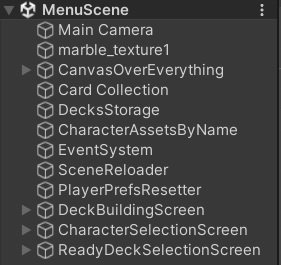 MenuScene
Main Camera
marble_texture1
CanvasOverEverything
Card Collection
DecksStorage
CharacterAssetsByName
EventSystem
SceneReloader
PlayerPrefsResetter
DeckBuildingScreen
CharacterSelectionScreen
ReadyDeckSelectionScreen